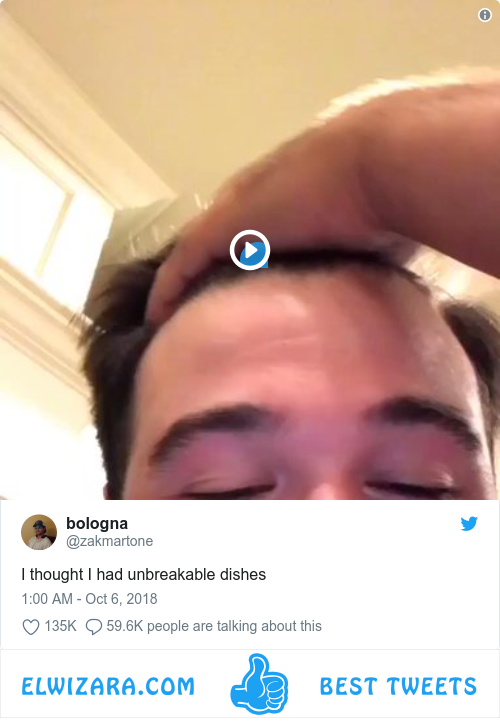 bologna
@zakmartone
I thought I had unbreakable dishes
1:00 AM - Oct 6, 2018
135K 59.6K people are talking about this
ELWIZARA.COM BEST TWEETS